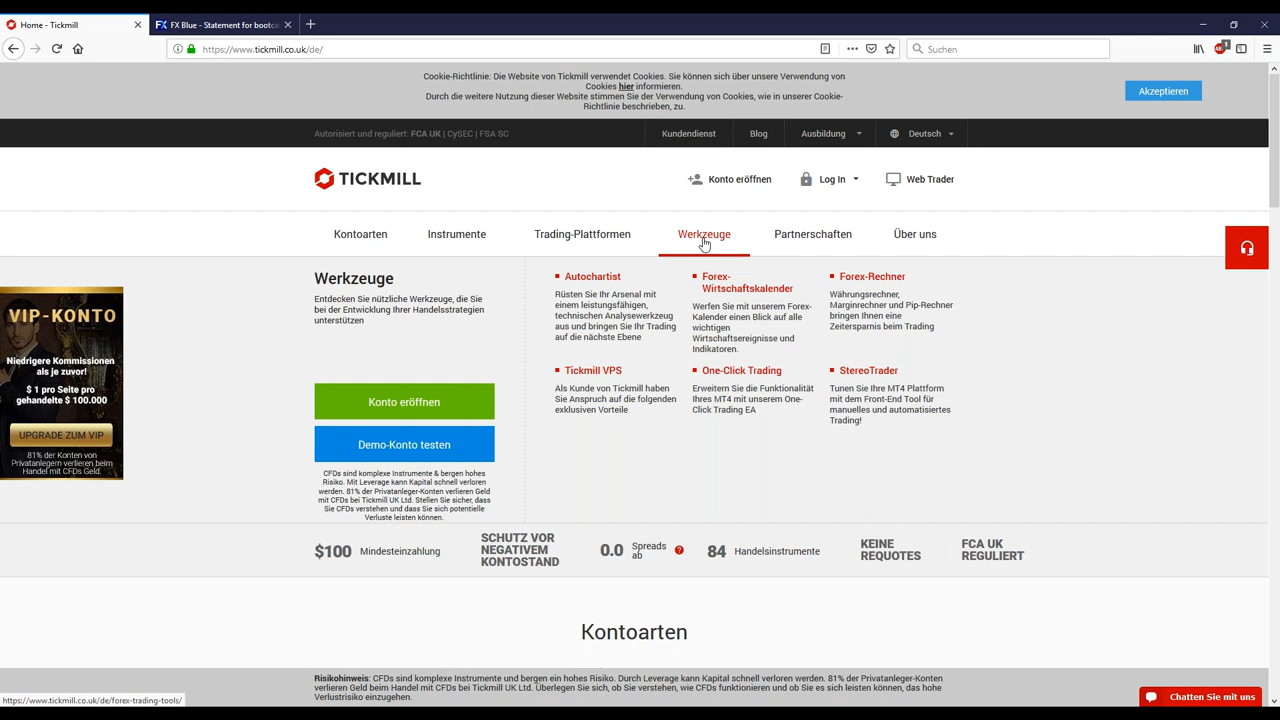 Home - Tickmill
FX Blue - Statement for bootca
https://www.tickmill.co.uk/de/
Suchen
Cookie-Richtlinie: Die Website von Tickmill verwendet Cookies. Sie können sich über unsere Verwendung von
Cookies hier informieren.
Durch die weitere Nutzung dieser Website stimmen Sie der Verwendung von Cookies, wie in unserer Cookie-
Richtlinie beschrieben, zu.
Akzeptieren
Autorisiert und reguliert: FCA UK | CySEC | FSA SC
Kundendienst
Blog
Ausbildung
Deutsch
TICKMILL
Konto eröffnen
Log In
Web Trader
Kontoarten
Instrumente
Trading-Plattformen
Werkzeuge
Partnerschaften
Über uns
Werkzeuge
Entdecken Sie nützliche Werkzeuge, die Sie
bei der Entwicklung Ihrer Handelsstrategien
unterstützen
Konto eröffnen
Demo-Konto testen
CFDs sind komplexe Instrumente & bergen hohes
Risiko. Mit Leverage kann Kapital schnell verloren
werden. 81% der Privatanleger-Konten verlieren Geld
mit CFDs bei Tickmill UK Ltd. Stellen Sie sicher, dass
Sie CFDs verstehen und dass Sie sich potentielle
Verluste leisten können.
Autochartist
Rüsten Sie Ihr Arsenal mit
einem leistungsfähigen,
technischen Analysewerkzeug
aus und bringen Sie Ihr Trading
auf die nächste Ebene
Forex-
Wirtschaftskalender
Werfen Sie mit unserem Forex-
Kalender einen Blick auf alle
wichtigen
Wirtschaftsereignisse und
Indikatoren.
Forex-Rechner
Währungsrechner,
Marginrechner und Pip-Rechner
bringen Ihnen eine
Zeitersparnis beim Trading
Tickmill VPS
Als Kunde von Tickmill haben
Sie Anspruch auf die folgenden
exklusiven Vorteile
One-Click Trading
Erweitern Sie die Funktionalität
Ihres MT4 mit unserem One-
Click Trading EA
StereoTrader
Tunen Sie Ihre MT4 Plattform
mit dem Front-End Tool für
manuelles und automatisiertes
Trading!
VIP-KONTO
Niedrigere Kommissionen
als je zuvor!
$ 1 pro Seite pro
gehandelte $ 100.000
UPGRADE ZUM VIP
81% der Konten von
Privatanlegern verlieren beim
Handel mit CFDs Geld.
$100 Mindesteinzahlung
SCHUTZ VOR
NEGATIVEM
KONTOSTAND
0.0 Spreads
ab
?
84 Handelsinstrumente
KEINE
REQUOTES
FCA UK
REGULIERT
Kontoarten
Risikohinweis: CFDs sind komplexe Instrumente und bergen ein hohes Risiko. Durch Leverage kann Kapital schnell verloren werden. 81% der Privatanleger-Konten
verlieren Geld beim Handel mit CFDs bei Tickmill UK Ltd. Überlegen Sie sich, ob Sie verstehen, wie CFDs funktionieren und ob Sie es sich leisten können, das hohe
Verlustrisiko einzugehen.
https://www.tickmill.co.uk/de/forex-trading-tools/
Chatten Sie mit uns